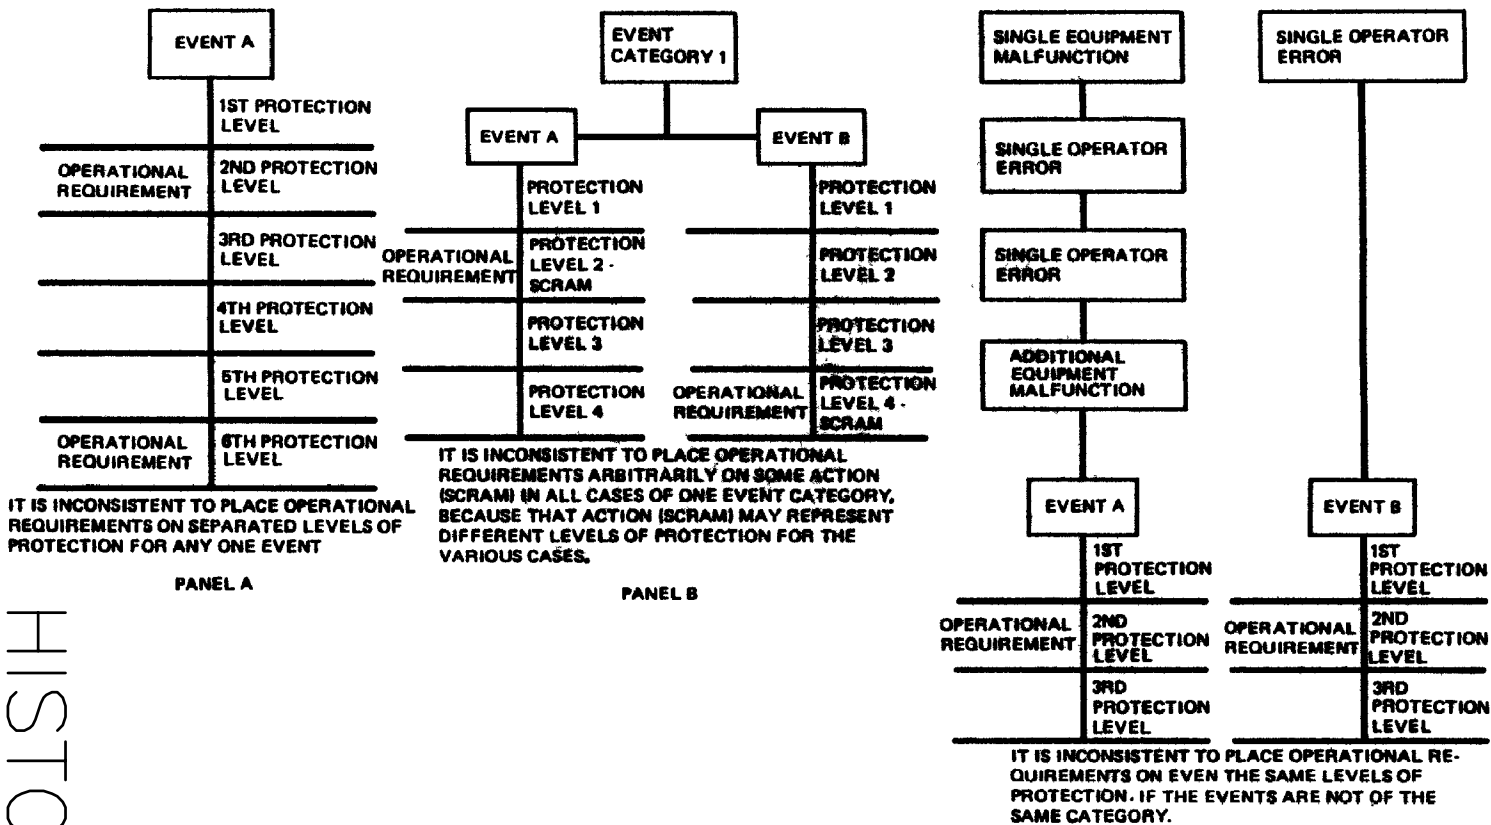 EVENT A
1ST PROTECTION
LEVEL
OPERATIONAL
REQUIREMENT
2ND PROTECTION
LEVEL
3RD PROTECTION
LEVEL
4TH PROTECTION
LEVEL
5TH PROTECTION
LEVEL
OPERATIONAL
REQUIREMENT
6TH PROTECTION
LEVEL
IT IS INCONSISTENT TO PLACE OPERATIONAL
REQUIREMENTS ON SEPARATED LEVELS OF
PROTECTION FOR ANY ONE EVENT
PANEL A
EVENT
CATEGORY 1
EVENT A
PROTECTION
LEVEL 1
OPERATIONAL
REQUIREMENT
PROTECTION
LEVEL 2 -
SCRAM
PROTECTION
LEVEL 3
PROTECTION
LEVEL 4
EVENT B
PROTECTION
LEVEL 1
PROTECTION
LEVEL 2
PROTECTION
LEVEL 3
OPERATIONAL
REQUIREMENT
PROTECTION
LEVEL 4 -
SCRAM
IT IS INCONSISTENT TO PLACE OPERATIONAL
REQUIREMENTS ARBITRARILY ON SOME ACTION
(SCRAM) IN ALL CASES OF ONE EVENT CATEGORY,
BECAUSE THAT ACTION (SCRAM) MAY REPRESENT
DIFFERENT LEVELS OF PROTECTION FOR THE
VARIOUS CASES.
PANEL B
SINGLE EQUIPMENT
MALFUNCTION
SINGLE OPERATOR
ERROR
SINGLE OPERATOR
ERROR
ADDITIONAL
EQUIPMENT
MALFUNCTION
EVENT A
1ST
PROTECTION
LEVEL
OPERATIONAL
REQUIREMENT
2ND
PROTECTION
LEVEL
3RD
PROTECTION
LEVEL
SINGLE OPERATOR
ERROR
EVENT B
1ST
PROTECTION
LEVEL
OPERATIONAL
REQUIREMENT
2ND
PROTECTION
LEVEL
3RD
PROTECTION
LEVEL
IT IS INCONSISTENT TO PLACE OPERATIONAL RE-
QUIREMENTS ON EVEN THE SAME LEVELS OF
PROTECTION. IF THE EVENTS ARE NOT OF THE
SAME CATEGORY.
HISTO